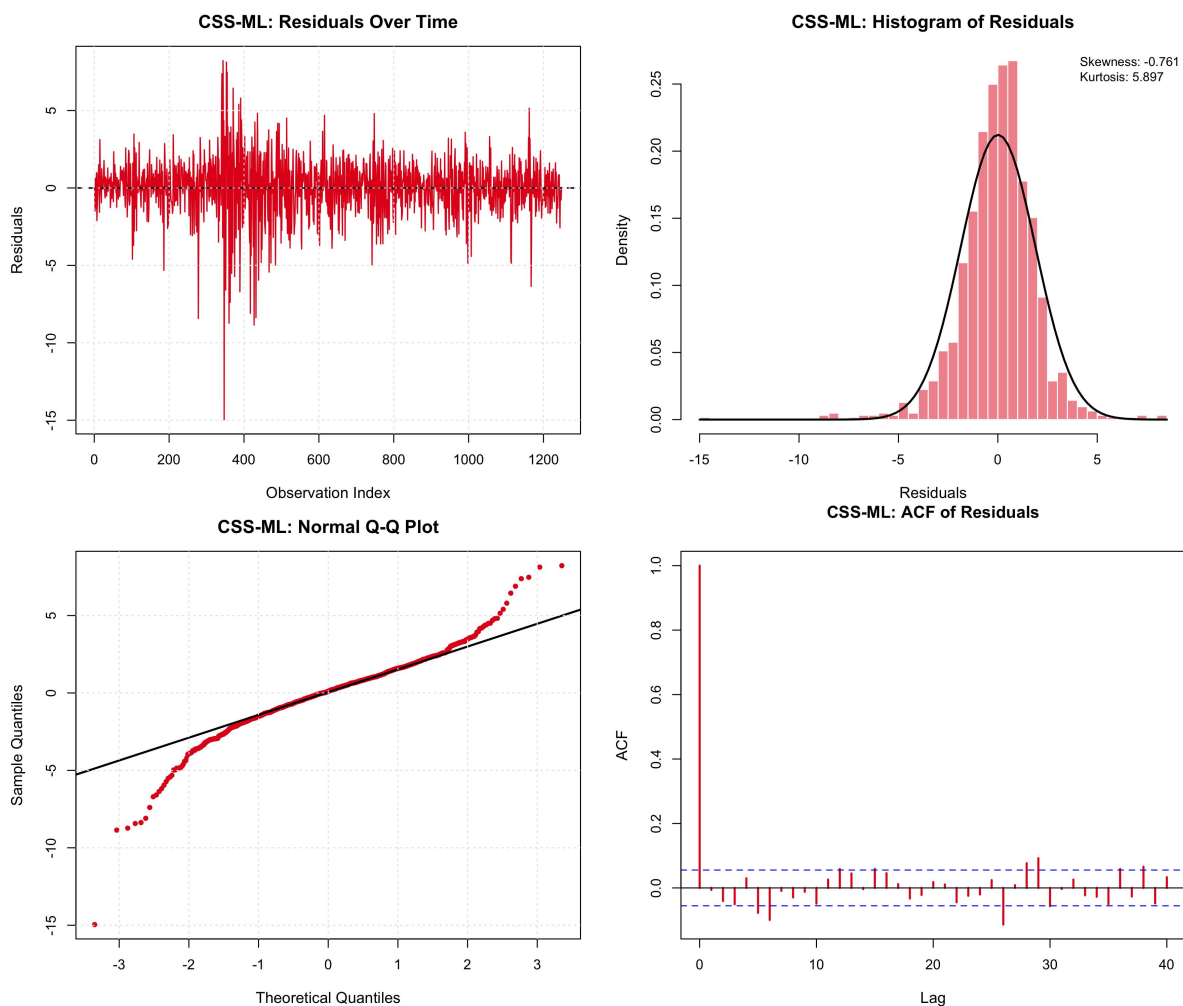 CSS-ML: Residuals Over Time
Residuals
5
0
-5
-10
-15
0 200 400 600 800 1000 1200
Observation Index
CSS-ML: Histogram of Residuals
Skewness: -0.761
Kurtosis: 5.897
Density
0.25
0.20
0.15
0.10
0.05
0.00
-15 -10 -5 0 5
Residuals
CSS-ML: Normal Q-Q Plot
Sample Quantiles
5
0
-5
-10
-15
-3 -2 -1 0 1 2 3
Theoretical Quantiles
CSS-ML: ACF of Residuals
ACF
1.0
0.8
0.6
0.4
0.2
0.0
0 10 20 30 40
Lag